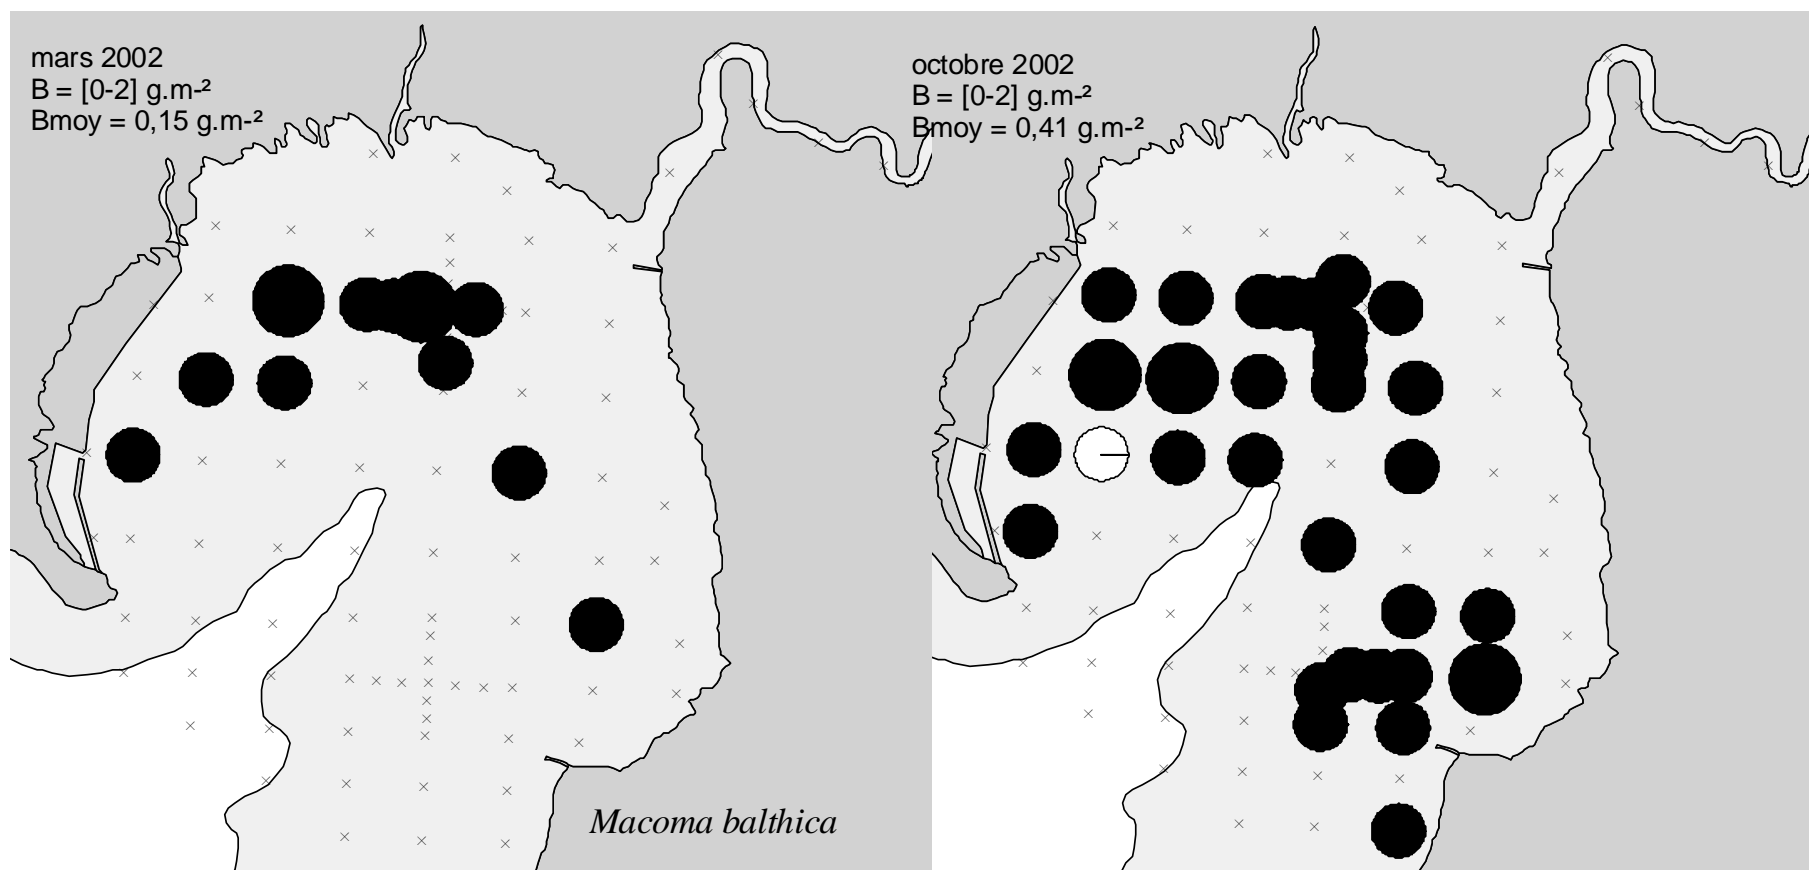 mars 2002
B = [0-2] g.m-²
Bmoy = 0,15 g.m-²
octobre 2002
B = [0-2] g.m-²
Bmoy = 0,41 g.m-²
Macoma balthica